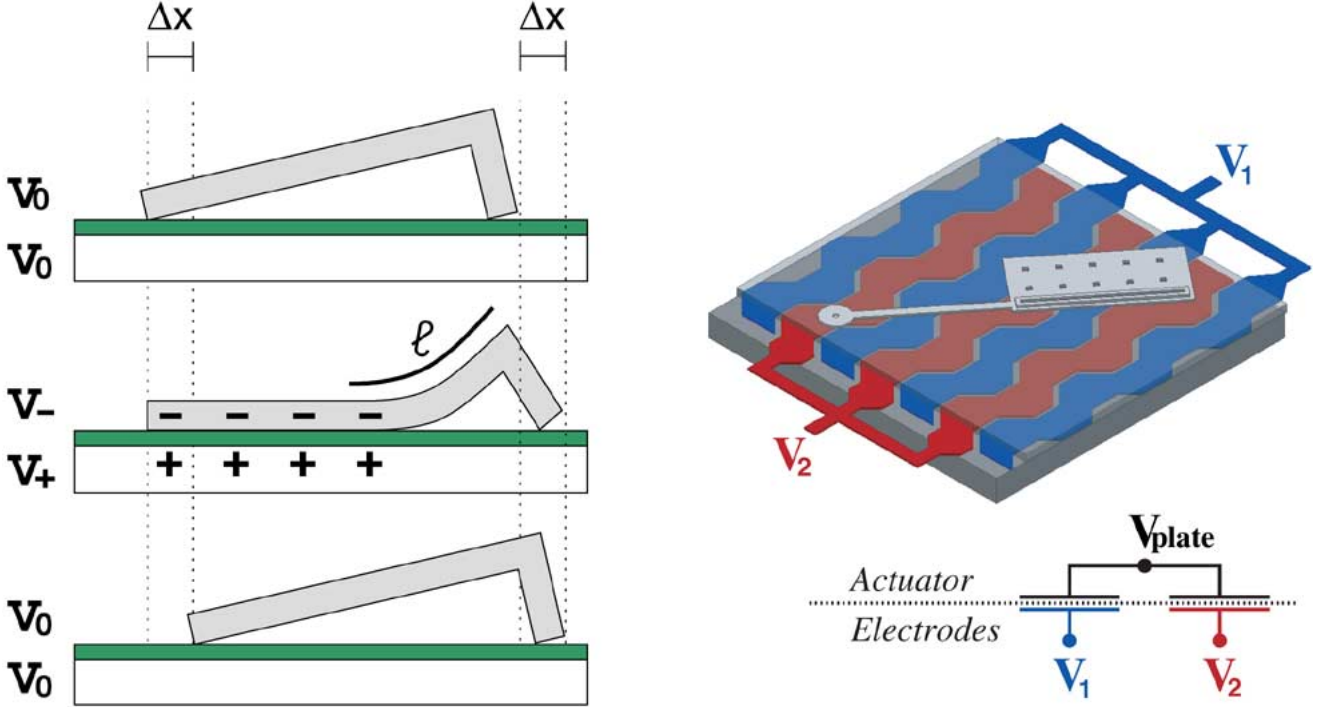 Δx Δx
V₀
V₀
ℓ
V₋ − − − −
V₊ + + + +
V₀
V₀
V₁
V₂
Vplate
Actuator
Electrodes
V₁ V₂